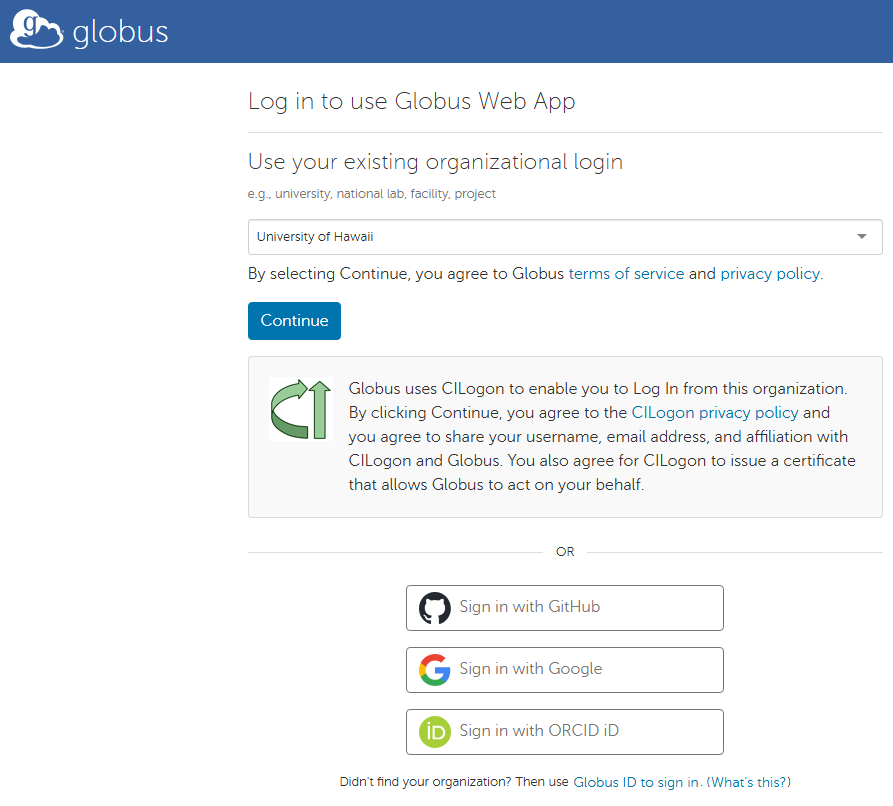 globus
Log in to use Globus Web App
Use your existing organizational login
e.g., university, national lab, facility, project
University of Hawaii
By selecting Continue, you agree to Globus terms of service and privacy policy.
Continue
Globus uses CILogon to enable you to Log In from this organization.
By clicking Continue, you agree to the CILogon privacy policy and
you agree to share your username, email address, and affiliation with
CILogon and Globus. You also agree for CILogon to issue a certificate
that allows Globus to act on your behalf.
OR
Sign in with GitHub
Sign in with Google
iD Sign in with ORCID iD
Didn't find your organization? Then use Globus ID to sign in. (What's this?)